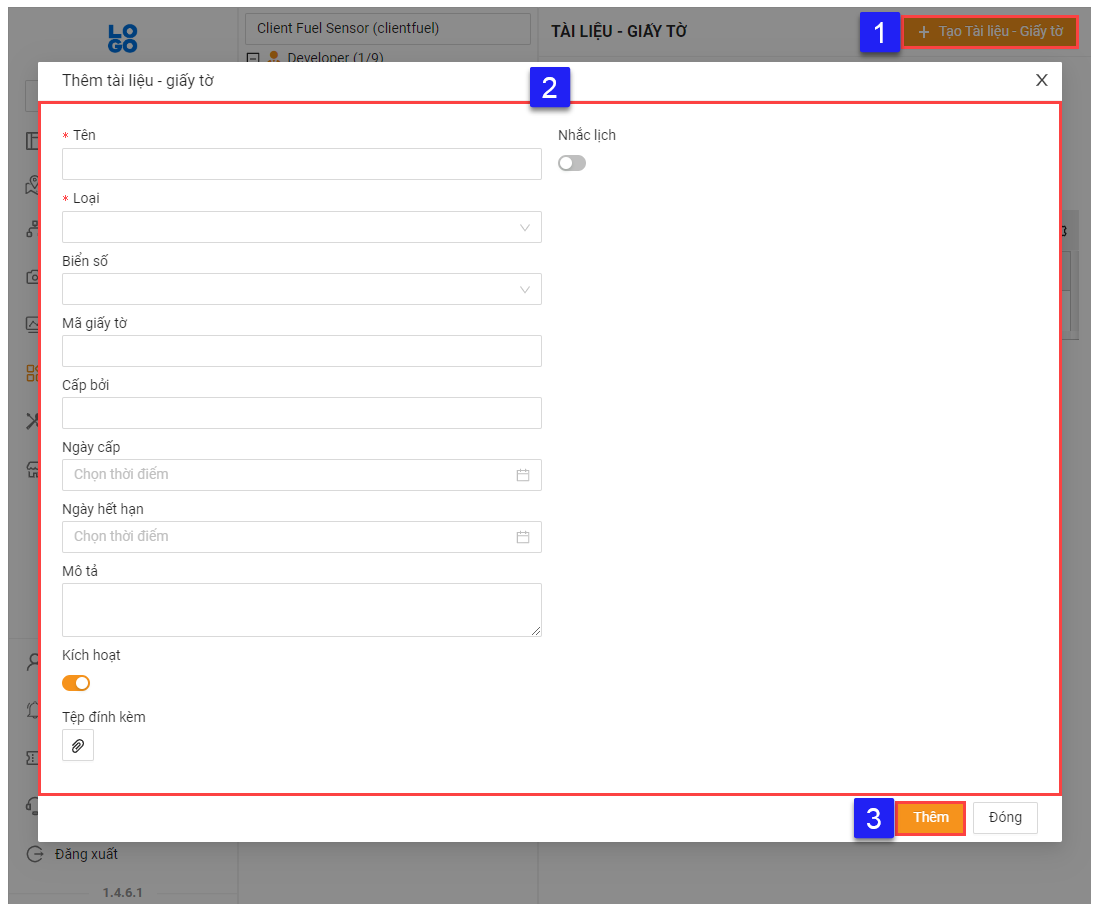 LO
GO
Client Fuel Sensor (clientfuel)
Developer (1/9)
TÀI LIỆU - GIẤY TỜ
1
+ Tạo Tài liệu - Giấy tờ
Thêm tài liệu - giấy tờ
2
X
* Tên
Nhắc lịch
* Loại
Biển số
Mã giấy tờ
Cấp bởi
Ngày cấp
Chọn thời điểm
Ngày hết hạn
Chọn thời điểm
Mô tả
Kích hoạt
Tệp đính kèm
3
Thêm
Đóng
Đăng xuất
1.4.6.1